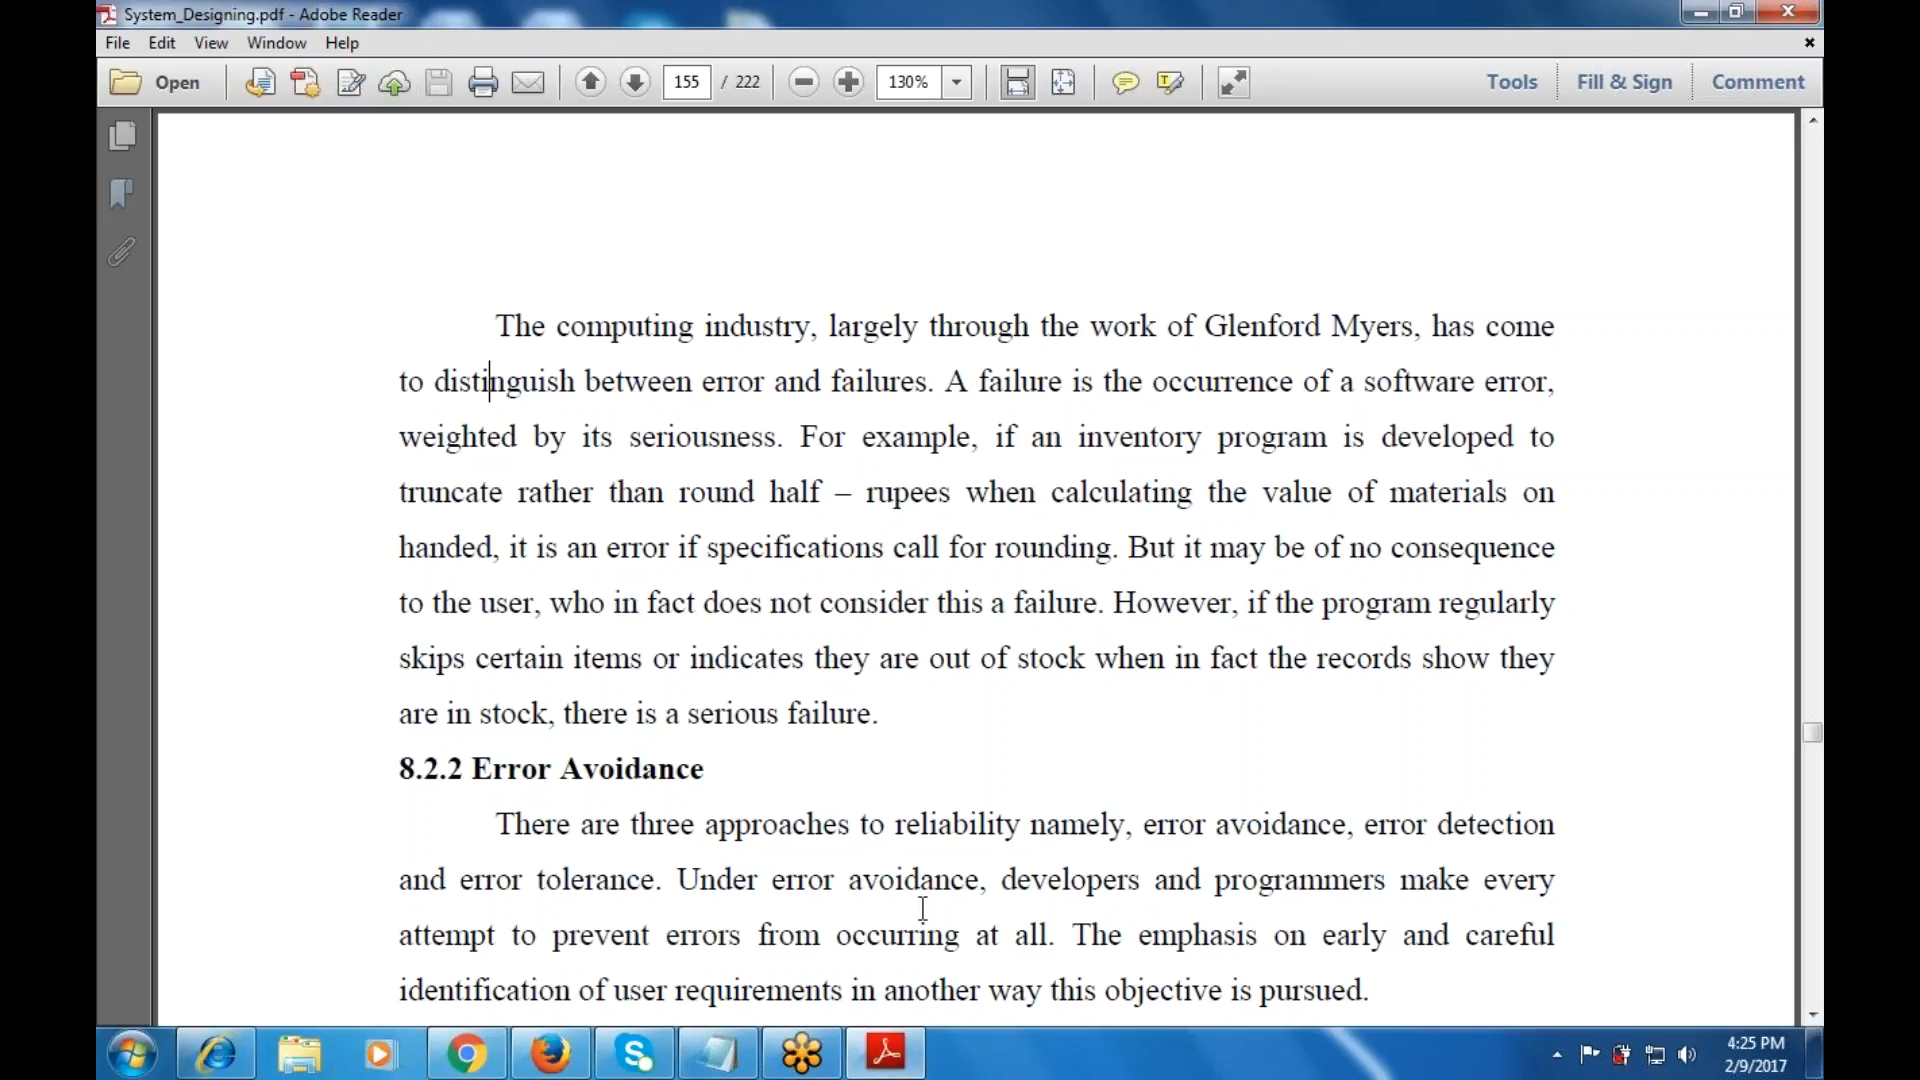 System_Designing.pdf - Adobe Reader
File Edit View Window Help
Open 155 / 222 130% Tools Fill & Sign Comment
The computing industry, largely through the work of Glenford Myers, has come
to distinguish between error and failures. A failure is the occurrence of a software error,
weighted by its seriousness. For example, if an inventory program is developed to
truncate rather than round half – rupees when calculating the value of materials on
handed, it is an error if specifications call for rounding. But it may be of no consequence
to the user, who in fact does not consider this a failure. However, if the program regularly
skips certain items or indicates they are out of stock when in fact the records show they
are in stock, there is a serious failure.
8.2.2 Error Avoidance
There are three approaches to reliability namely, error avoidance, error detection
and error tolerance. Under error avoidance, developers and programmers make every
attempt to prevent errors from occurring at all. The emphasis on early and careful
identification of user requirements in another way this objective is pursued.
4:25 PM
2/9/2017